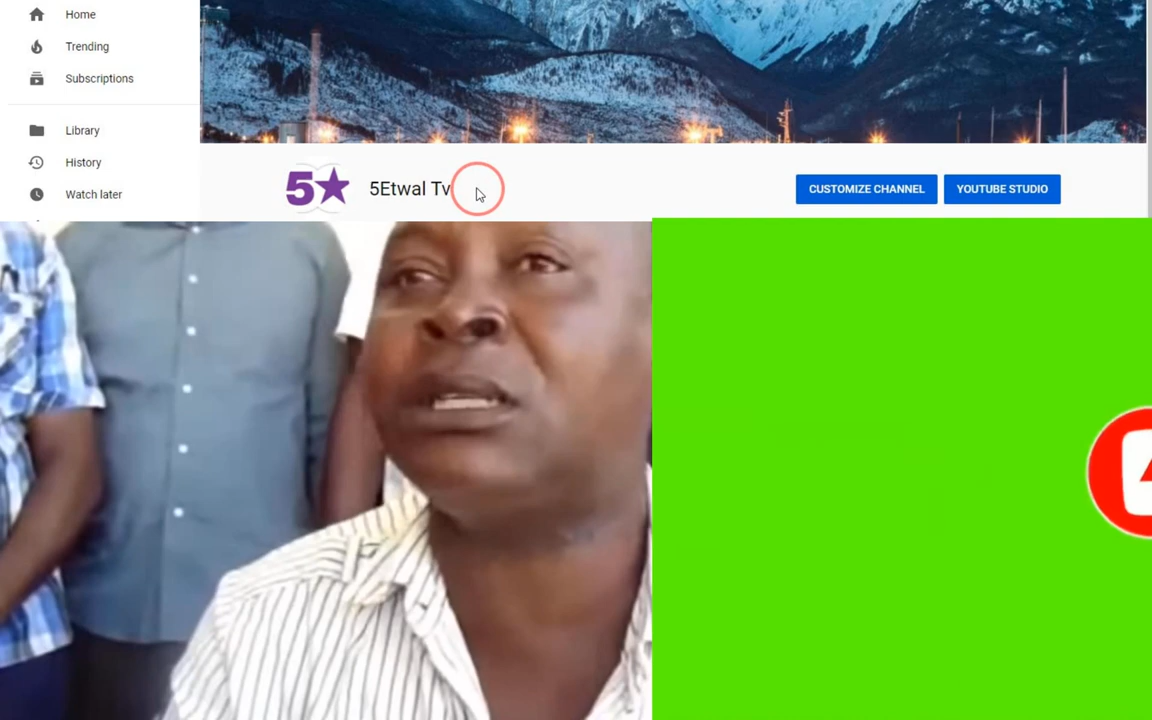 Home
Trending
Subscriptions
Library
History
Watch later
5★
5Etwal Tv
CUSTOMIZE CHANNEL
YOUTUBE STUDIO